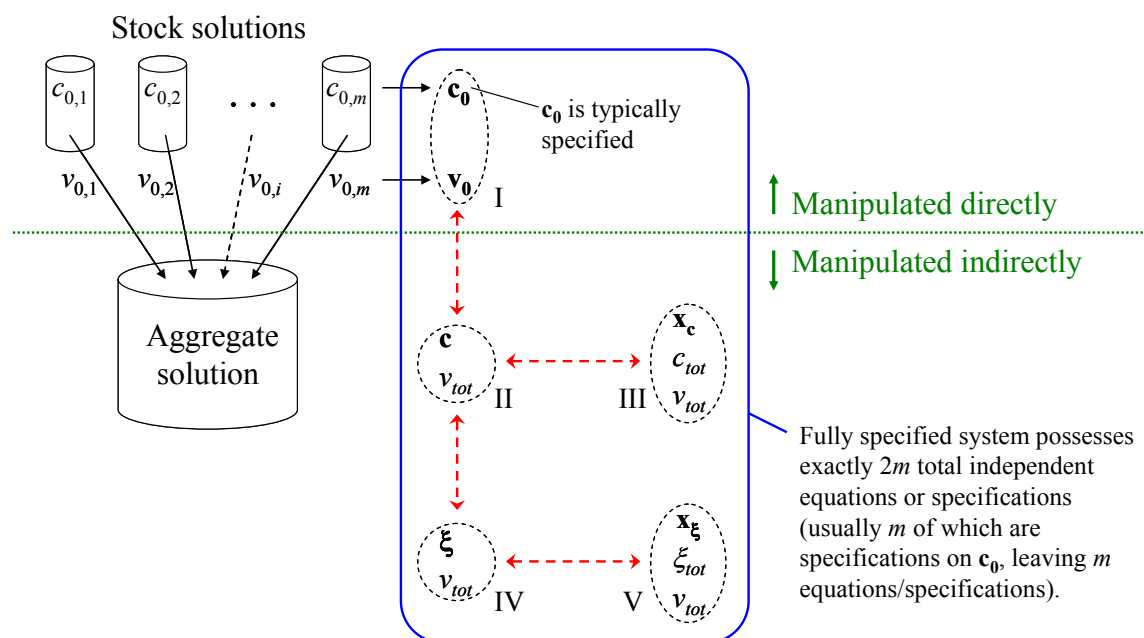 Stock solutions
c0,1 c0,2 . . . c0,m
v0,1 v0,2 v0,i v0,m
Aggregate
solution
c0
v0
I
c0 is typically
specified
Manipulated directly
Manipulated indirectly
c
vtot
II
xc
ctot
vtot
III
ξ
vtot
IV
xξ
ξtot
vtot
V
Fully specified system possesses
exactly 2m total independent
equations or specifications
(usually m of which are
specifications on c0, leaving m
equations/specifications).